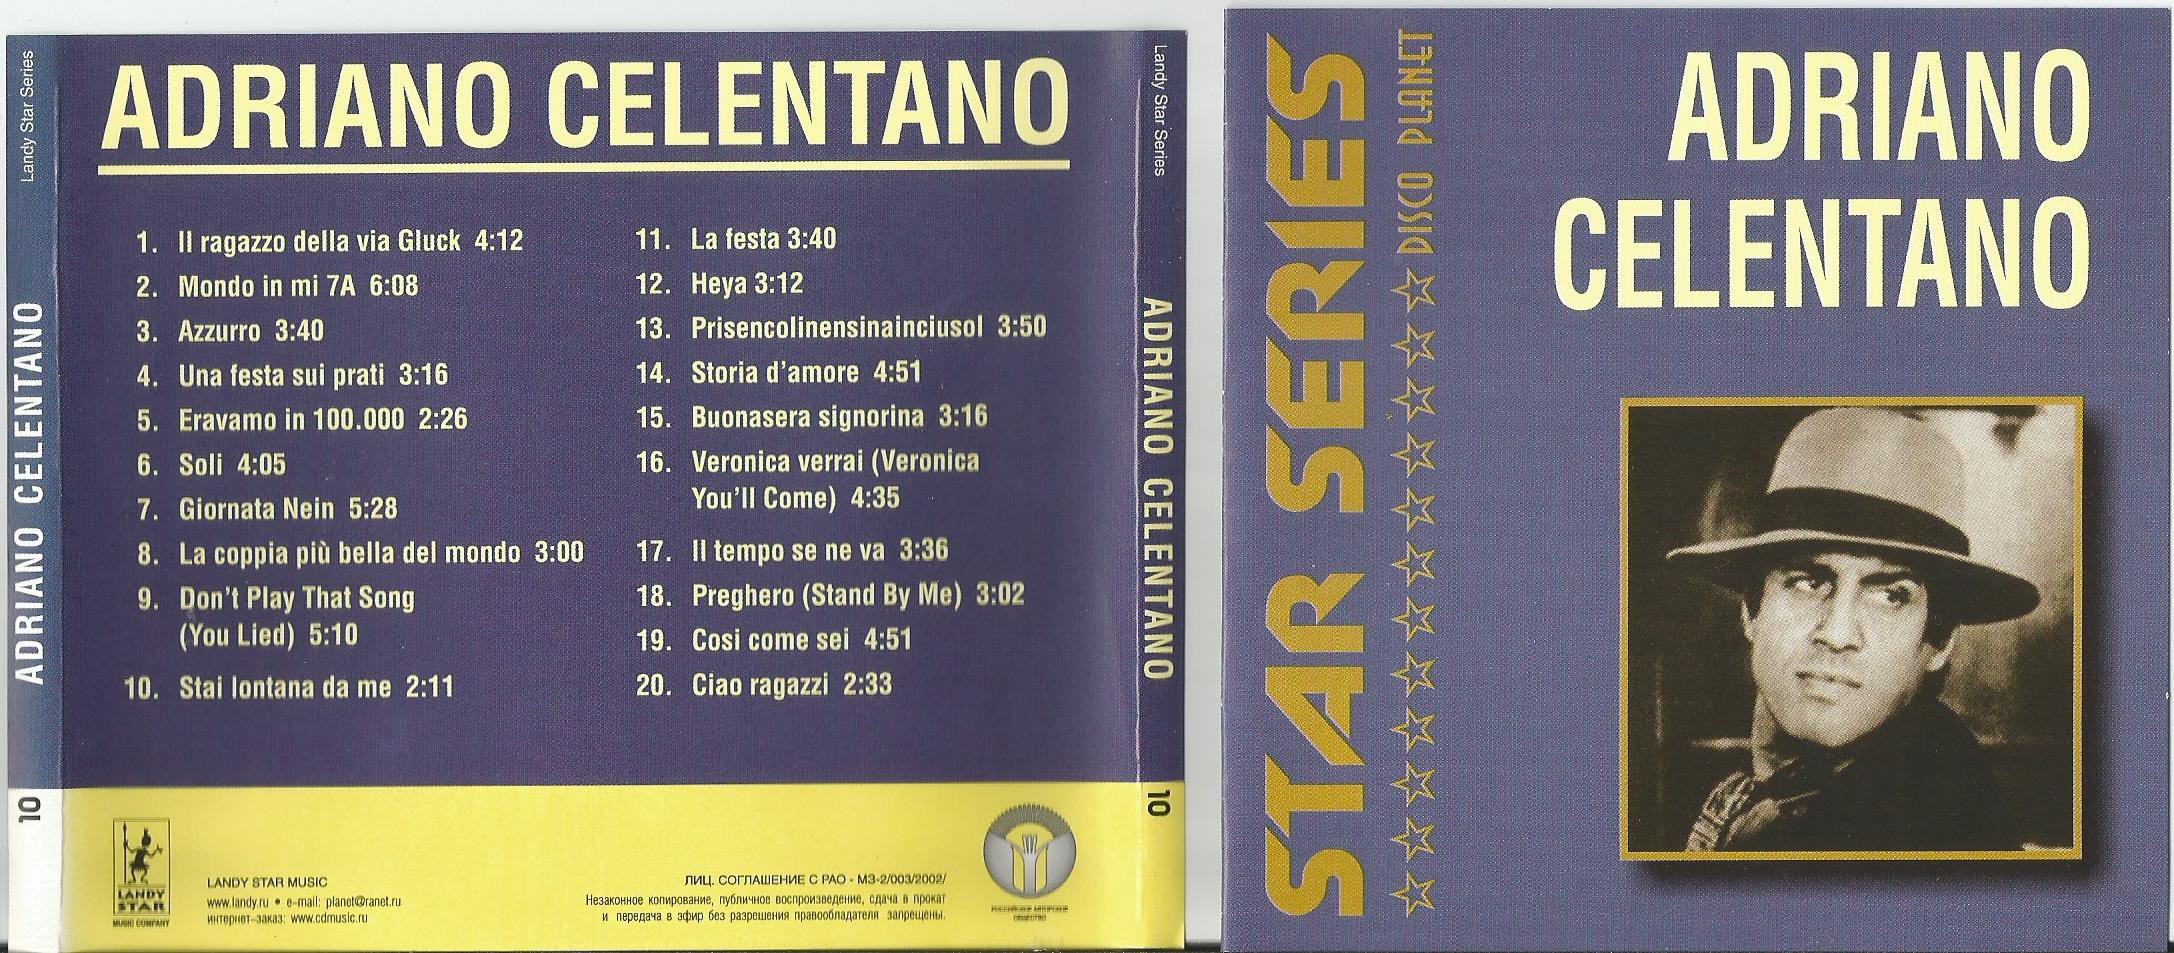 Landy Star Series
ADRIANO CELENTANO
10
ADRIANO CELENTANO
1. Il ragazzo della via Gluck 4:12
2. Mondo in mi 7A 6:08
3. Azzurro 3:40
4. Una festa sui prati 3:16
5. Eravamo in 100.000 2:26
6. Soli 4:05
7. Giornata Nein 5:28
8. La coppia più bella del mondo 3:00
9. Don't Play That Song
(You Lied) 5:10
10. Stai lontana da me 2:11
11. La festa 3:40
12. Heya 3:12
13. Prisencolinensinainciusol 3:50
14. Storia d'amore 4:51
15. Buonasera signorina 3:16
16. Veronica verrai (Veronica
You'll Come) 4:35
17. Il tempo se ne va 3:36
18. Preghero (Stand By Me) 3:02
19. Cosi come sei 4:51
20. Ciao ragazzi 2:33
LANDY
STAR
MUSIC COMPANY
LANDY STAR MUSIC
www.landy.ru • e-mail: planet@ranet.ru
интернет-заказ: www.cdmusic.ru
ЛИЦ. СОГЛАШЕНИЕ С РАО - МЗ-2/003/2002/
Незаконное копирование, публичное воспроизведение, сдача в прокат
и передача в эфир без разрешения правообладателя запрещены.
РОССИЙСКОЕ АВТОРСКОЕ
ОБЩЕСТВО
Landy Star Series
ADRIANO CELENTANO
10
STAR SERIES
DISCO PLANET
ADRIANO
CELENTANO